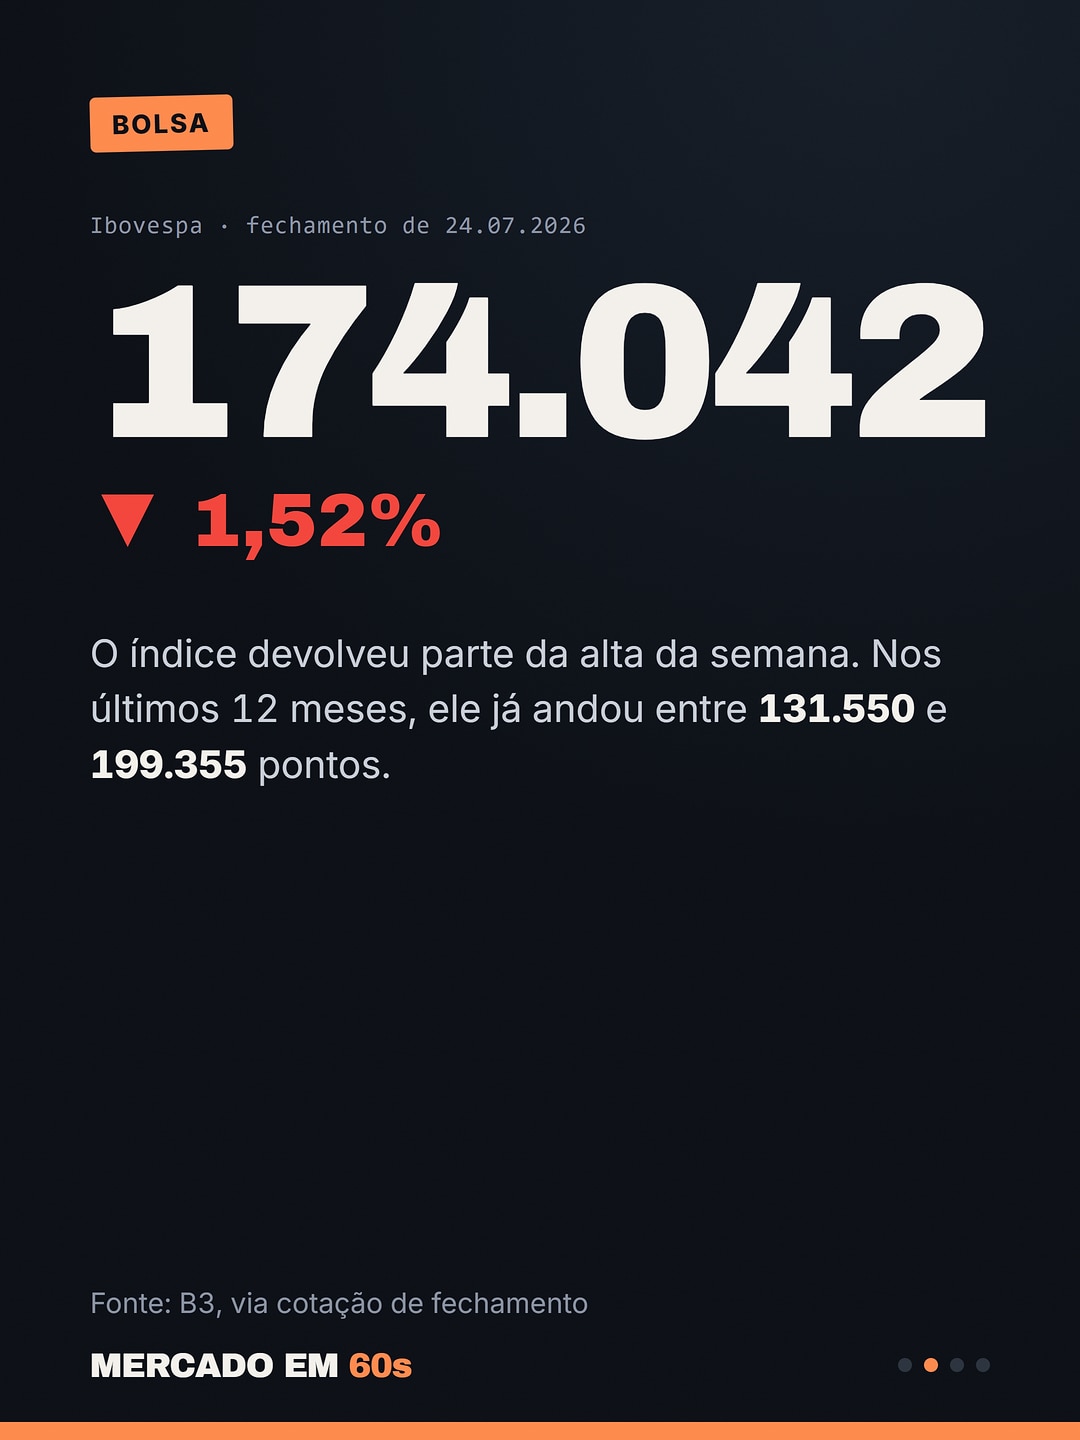 BOLSA
Ibovespa · fechamento de 24.07.2026
174.042
▼ 1,52%
O índice devolveu parte da alta da semana. Nos
últimos 12 meses, ele já andou entre 131.550 e
199.355 pontos.
Fonte: B3, via cotação de fechamento
MERCADO EM 60s